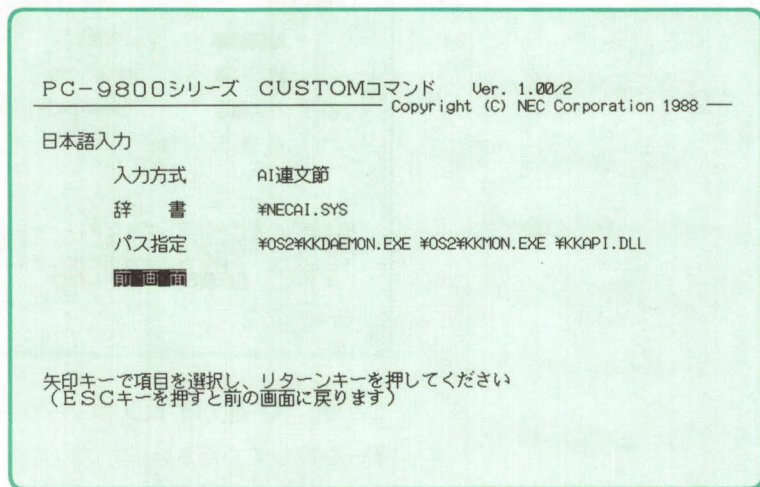 PC-9800シリーズ CUSTOMコマンド Ver. 1.00/2
Copyright (C) NEC Corporation 1988
日本語入力
入力方式 AI連文節
辞 書 ¥NECAI.SYS
パス指定 ¥OS2¥KKDAEMON.EXE ¥OS2¥KKMON.EXE ¥KKAPI.DLL
前画面
矢印キーで項目を選択し、リターンキーを押してください
(ESCキーを押すと前の画面に戻ります)